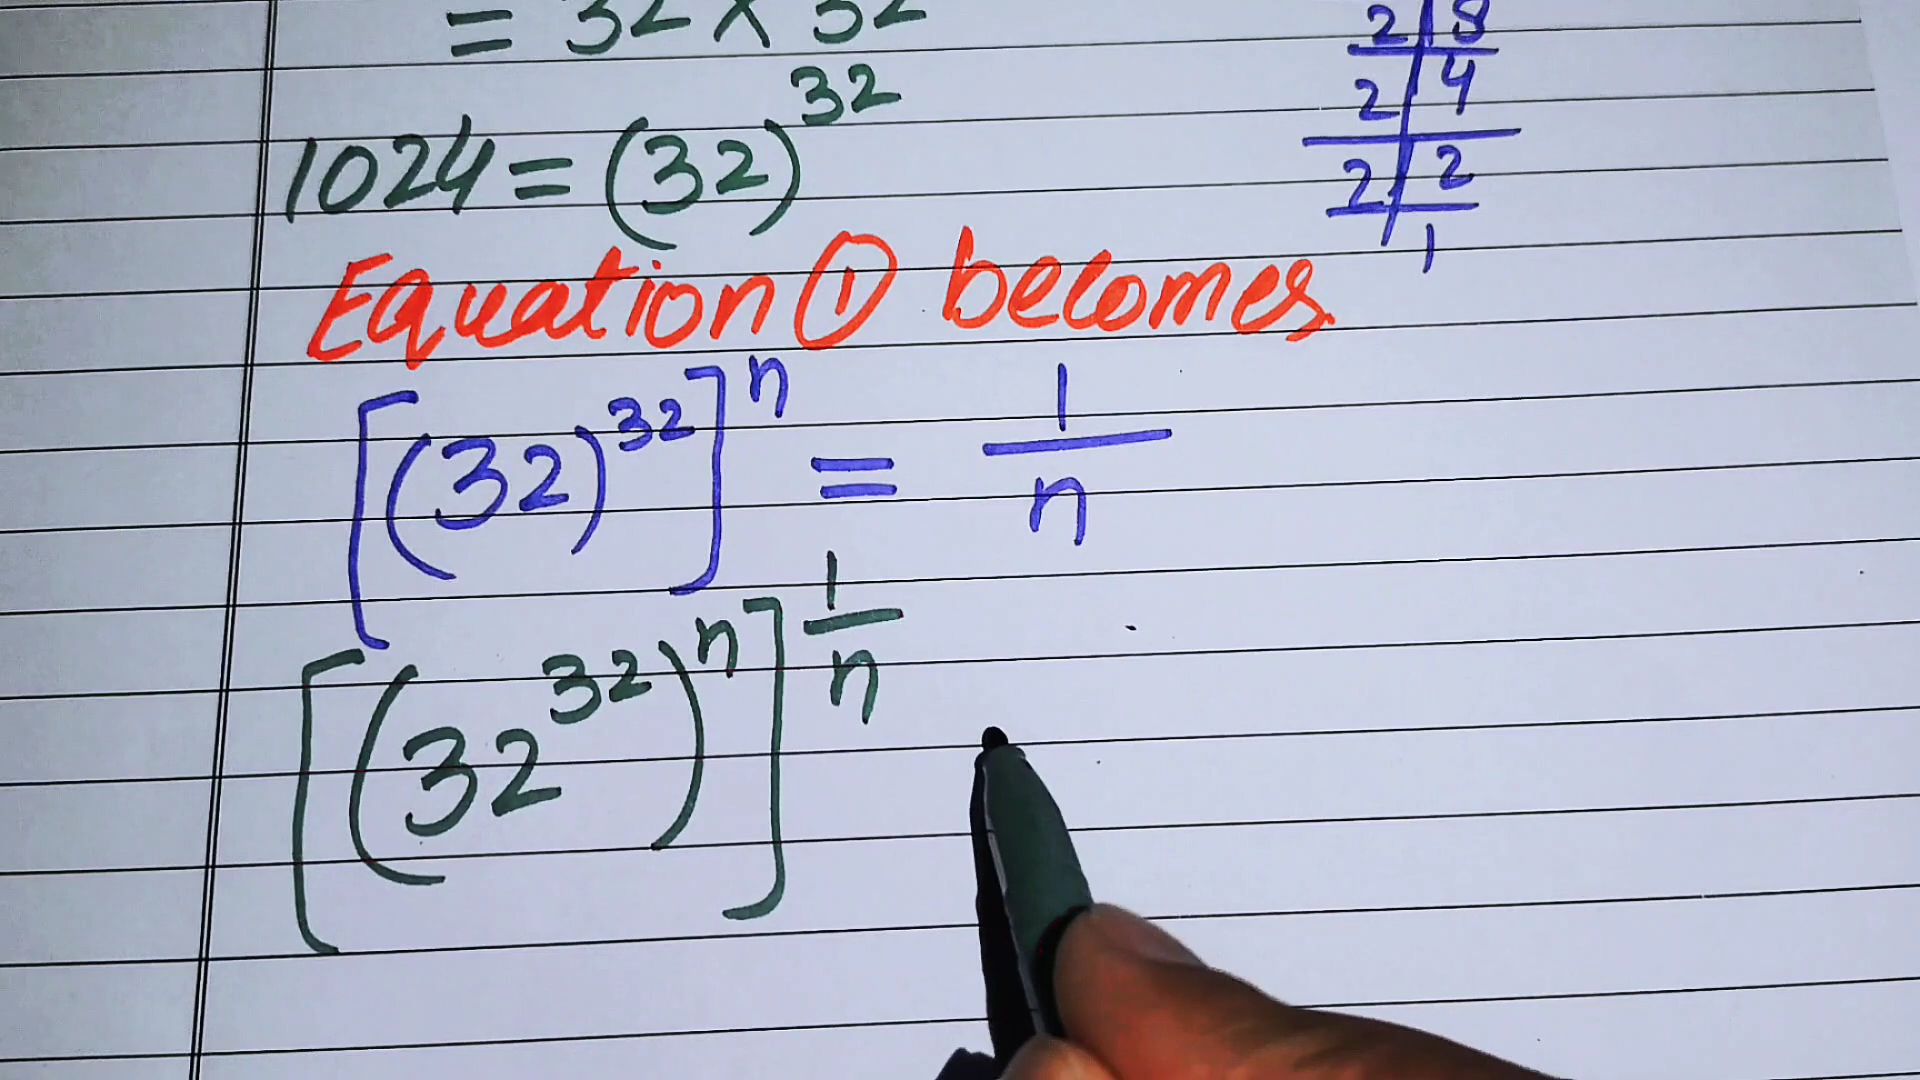 = 32 × 32
1024 = (32)^32
Equation ① becomes
[(32)^32]^n = 1/n
[(32^32)^n]^1/n
2 | 8
2 | 4
2 | 2
1